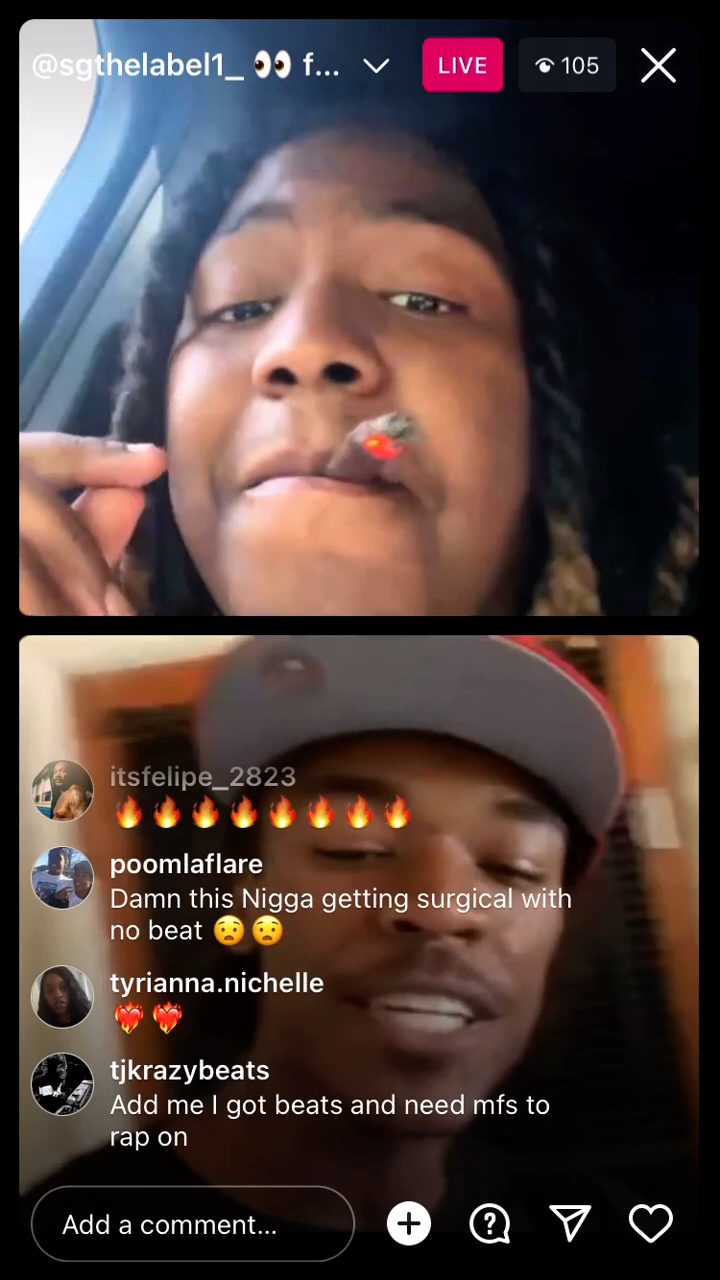 @sgthelabel1_ 👀 f...
LIVE
105
itsfelipe_2823
🔥🔥🔥🔥🔥🔥🔥🔥
poomlaflare
Damn this Nigga getting surgical with
no beat 😧😧
tyrianna.nichelle
❤️‍🔥❤️‍🔥
tjkrazybeats
Add me I got beats and need mfs to
rap on
Add a comment...